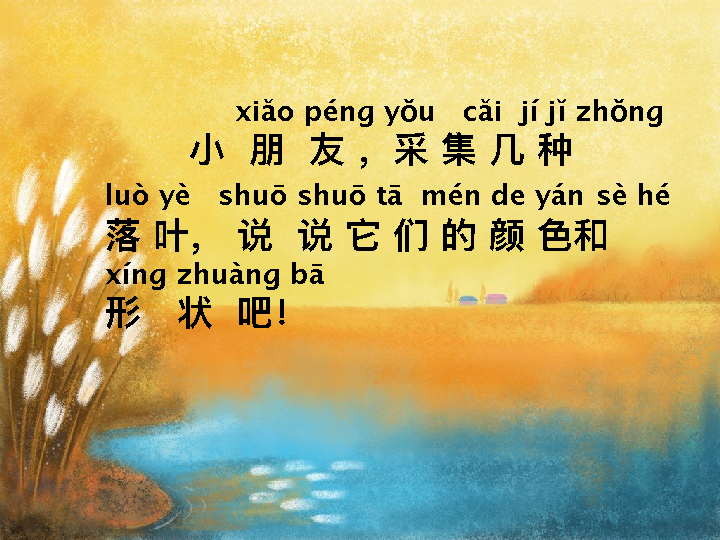 xiǎo péng yǒu cǎi jí jǐ zhǒng
小 朋 友 ， 采 集 几 种
luò yè shuō shuō tā mén de yán sè hé
落 叶， 说 说 它 们 的 颜 色和
xíng zhuàng bā
形 状 吧！